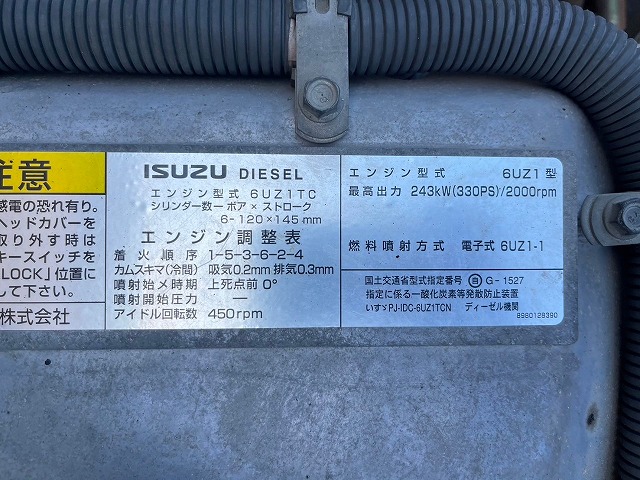 注意
感電の恐れ有り。
ヘッドカバーを
取り外す時は
キースイッチを
LOCK」位置に
して下さい。
株式会社
ISUZU DIESEL
エンジン型式 6UZ1TC
シリンダー数ー ボア × ストローク
6-120×145mm
エンジン調整表
着火順序 1-5-3-6-2-4
カムスキマ(冷間) 吸気0.2mm 排気0.3mm
噴射始メ時期 上死点前 0°
噴射開始圧力 ―
アイドル回転数 450rpm
エンジン型式 6UZ1型
最高出力 243kW(330PS)/2000rpm
燃料噴射方式 電子式 6UZ1-1
国土交通省型式指定番号 自 G-1527
指定に係る一酸化炭素等発散防止装置
いすゞPJ-IDC-6UZ1TCN ディーゼル機関
8980128390